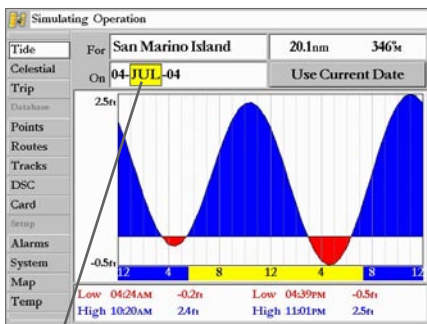 Simulating Operation
Tide
For San Marino Island 20.1nm 346°M
Celestial
On 04-JUL-04 Use Current Date
Trip
Database
2.5ft
Points
Routes
Tracks
DSC
Card
Setup
Alarms
-0.5ft
System
12 4 8 12 4 8 12
Map
Low 04:24AM -0.2ft Low 04:39PM -0.5ft
Temp
High 10:20AM 2.4ft High 11:01PM 2.5ft